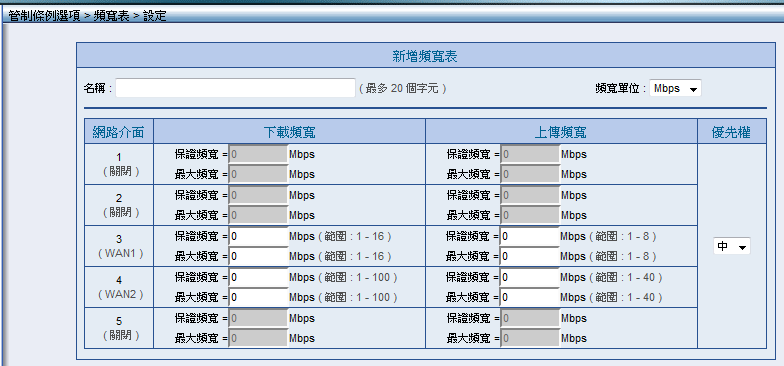 管制條例選項 > 頻寬表 > 設定
新增頻寬表
名稱 : ( 最多 20 個字元 ) 頻寬單位 : Mbps
網路介面 下載頻寬 上傳頻寬 優先權
1
( 關閉 )
保證頻寬 = 0 Mbps
最大頻寬 = 0 Mbps
保證頻寬 = 0 Mbps
最大頻寬 = 0 Mbps
2
( 關閉 )
保證頻寬 = 0 Mbps
最大頻寬 = 0 Mbps
保證頻寬 = 0 Mbps
最大頻寬 = 0 Mbps
3
( WAN1 )
保證頻寬 = 0 Mbps ( 範圍 : 1 - 16 )
最大頻寬 = 0 Mbps ( 範圍 : 1 - 16 )
保證頻寬 = 0 Mbps ( 範圍 : 1 - 8 )
最大頻寬 = 0 Mbps ( 範圍 : 1 - 8 )
中
4
( WAN2 )
保證頻寬 = 0 Mbps ( 範圍 : 1 - 100 )
最大頻寬 = 0 Mbps ( 範圍 : 1 - 100 )
保證頻寬 = 0 Mbps ( 範圍 : 1 - 40 )
最大頻寬 = 0 Mbps ( 範圍 : 1 - 40 )
5
( 關閉 )
保證頻寬 = 0 Mbps
最大頻寬 = 0 Mbps
保證頻寬 = 0 Mbps
最大頻寬 = 0 Mbps